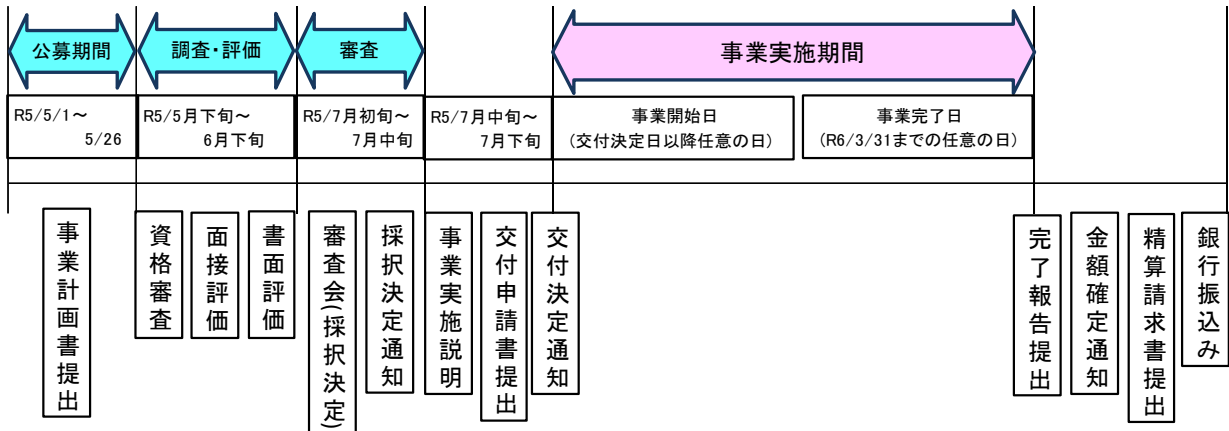 公募期間
調査・評価
審査
事業実施期間
R5/5/1～
5/26
R5/5月下旬～
6月下旬
R5/7月初旬～
7月中旬
R5/7月中旬～
7月下旬
事業開始日
(交付決定日以降任意の日)
事業完了日
(R6/3/31までの任意の日)
事業計画書提出
資格審査
面接評価
書面評価
審査会(採択決定)
採択決定通知
事業実施説明
交付申請書提出
交付決定通知
完了報告提出
金額確定通知
精算請求書提出
銀行振込み